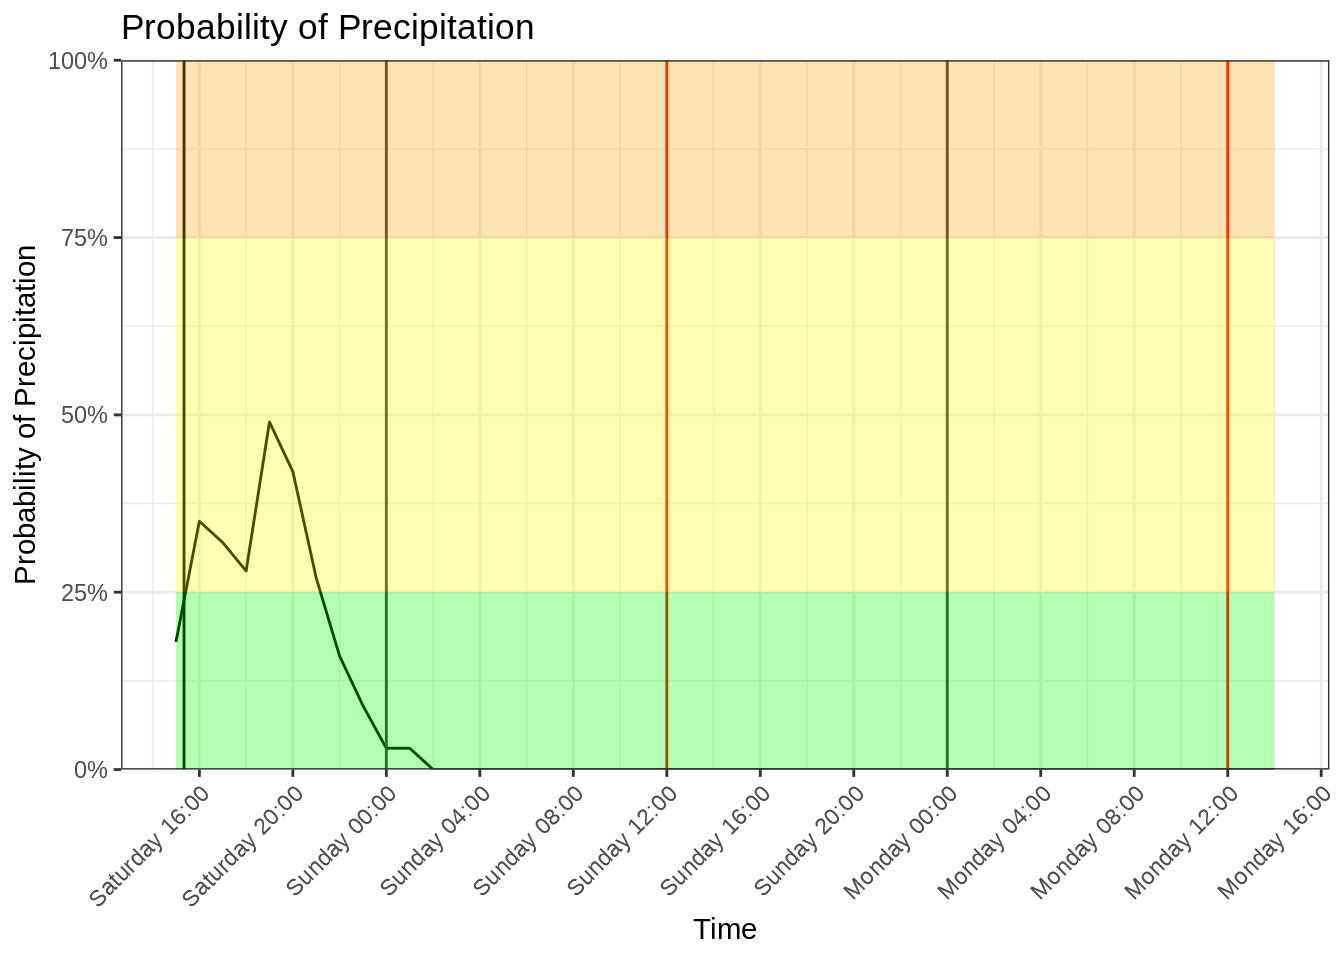 Probability of Precipitation
Probability of Precipitation
100%
75%
50%
25%
0%
Saturday 16:00
Saturday 20:00
Sunday 00:00
Sunday 04:00
Sunday 08:00
Sunday 12:00
Sunday 16:00
Sunday 20:00
Monday 00:00
Monday 04:00
Monday 08:00
Monday 12:00
Monday 16:00
Time